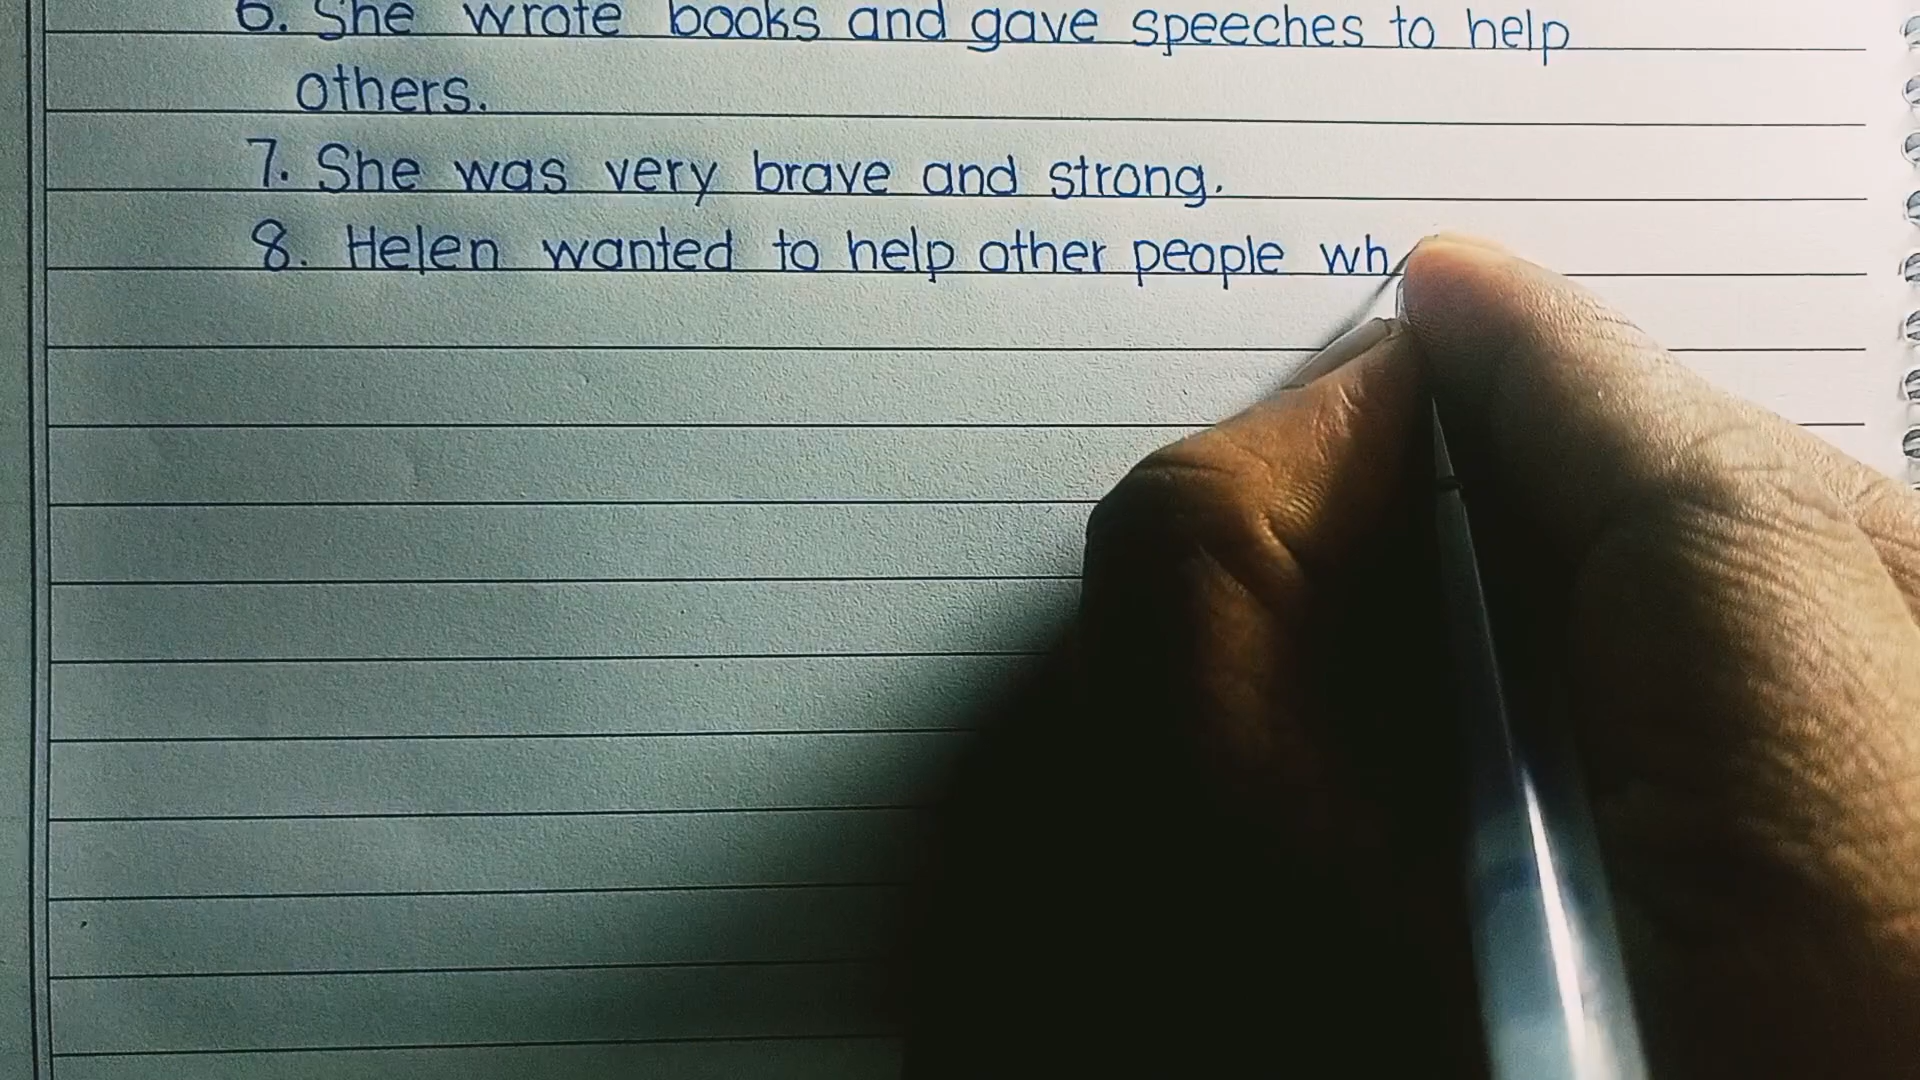 6. She wrote books and gave speeches to help
others.
7. She was very brave and strong.
8. Helen wanted to help other people wh